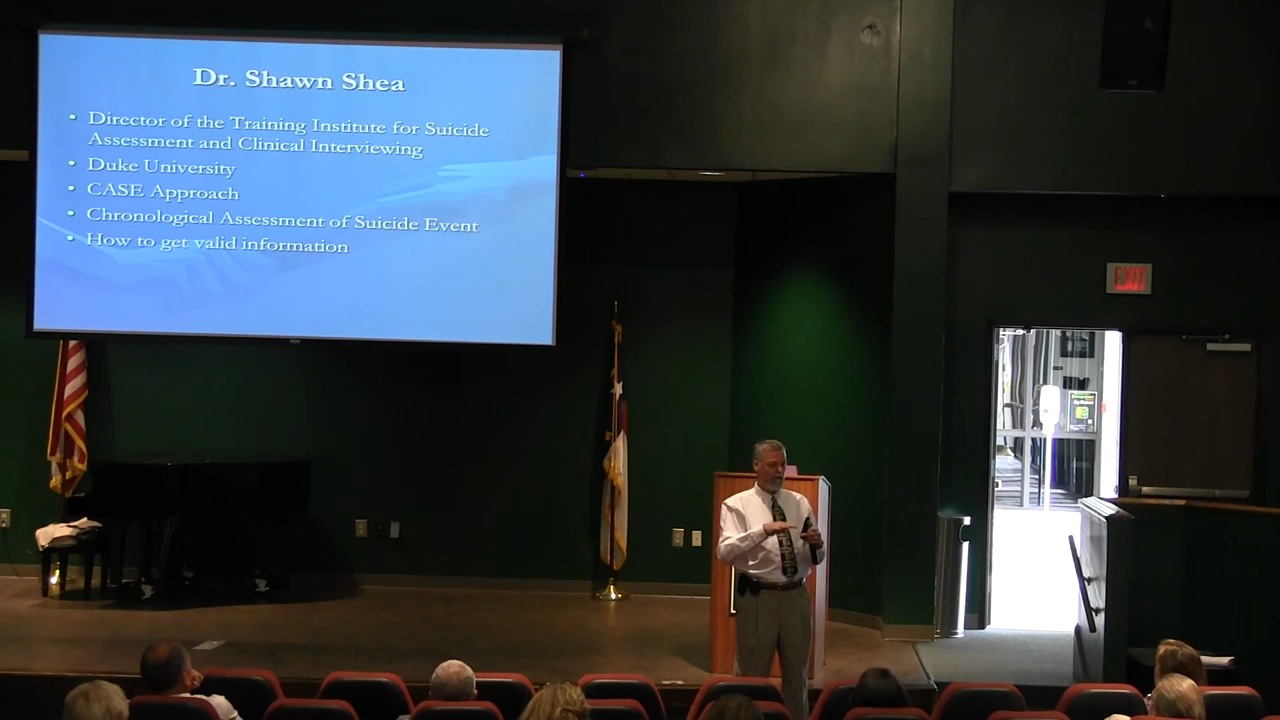 Dr. Shawn Shea
• Director of the Training Institute for Suicide
Assessment and Clinical Interviewing
• Duke University
• CASE Approach
• Chronological Assessment of Suicide Event
• How to get valid information
EXIT